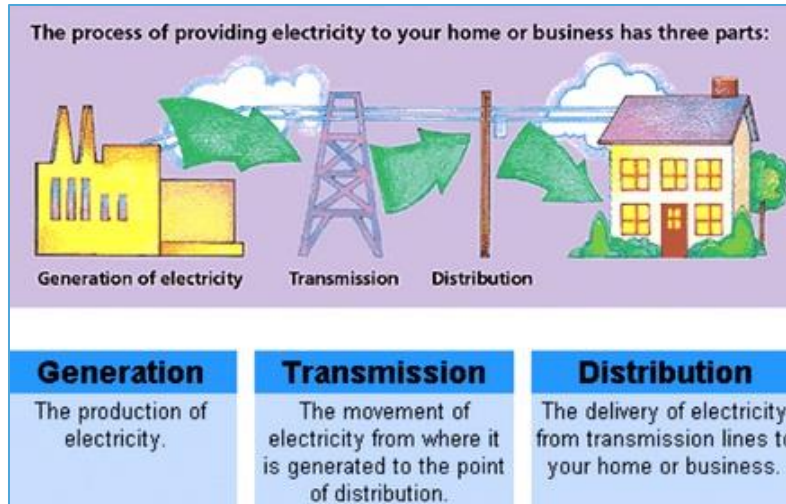 The process of providing electricity to your home or business has three parts:
Generation of electricity
Transmission
Distribution
Generation
The production of
electricity.
Transmission
The movement of
electricity from where it
is generated to the point
of distribution.
Distribution
The delivery of electricity
from transmission lines to
your home or business.